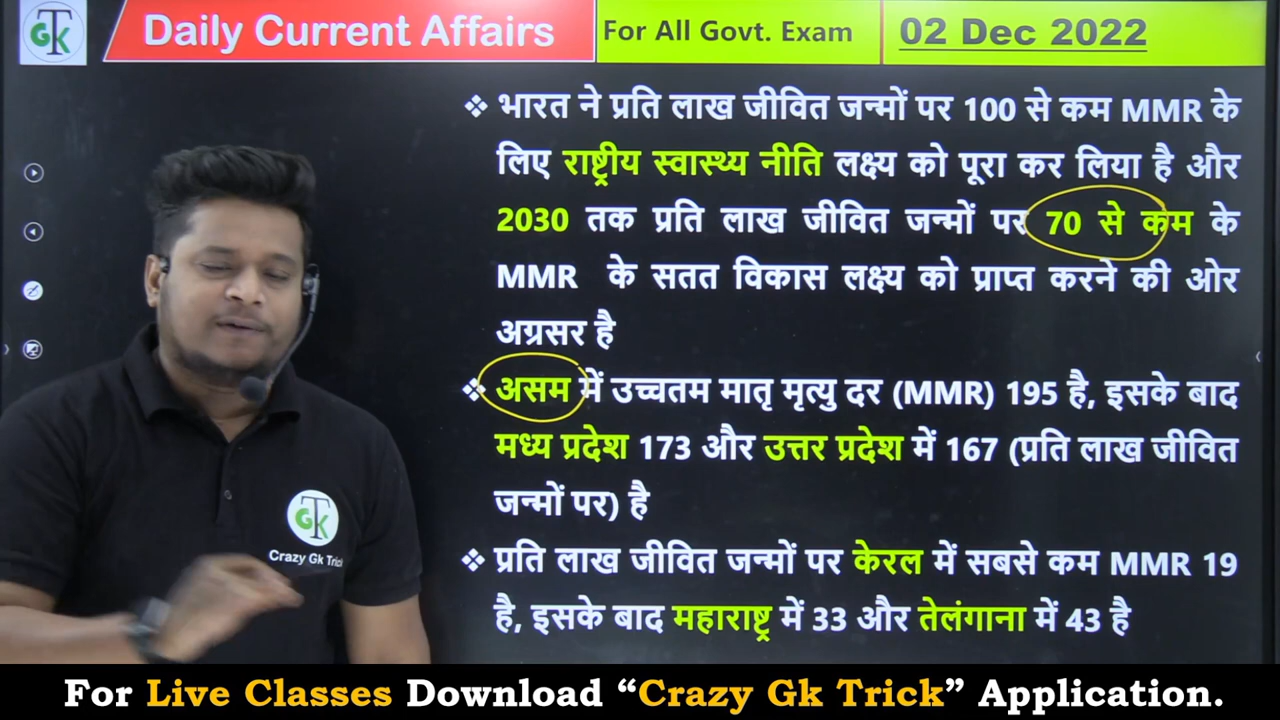 GTK
Daily Current Affairs
For All Govt. Exam
02 Dec 2022
❖ भारत ने प्रति लाख जीवित जन्मों पर 100 से कम MMR के
लिए राष्ट्रीय स्वास्थ्य नीति लक्ष्य को पूरा कर लिया है और
2030 तक प्रति लाख जीवित जन्मों पर 70 से कम के
MMR के सतत विकास लक्ष्य को प्राप्त करने की ओर
अग्रसर है
❖ असम में उच्चतम मातृ मृत्यु दर (MMR) 195 है, इसके बाद
मध्य प्रदेश 173 और उत्तर प्रदेश में 167 (प्रति लाख जीवित
जन्मों पर) है
❖ प्रति लाख जीवित जन्मों पर केरल में सबसे कम MMR 19
है, इसके बाद महाराष्ट्र में 33 और तेलंगाना में 43 है
GTK
Crazy Gk Trick
For Live Classes Download “Crazy Gk Trick” Application.